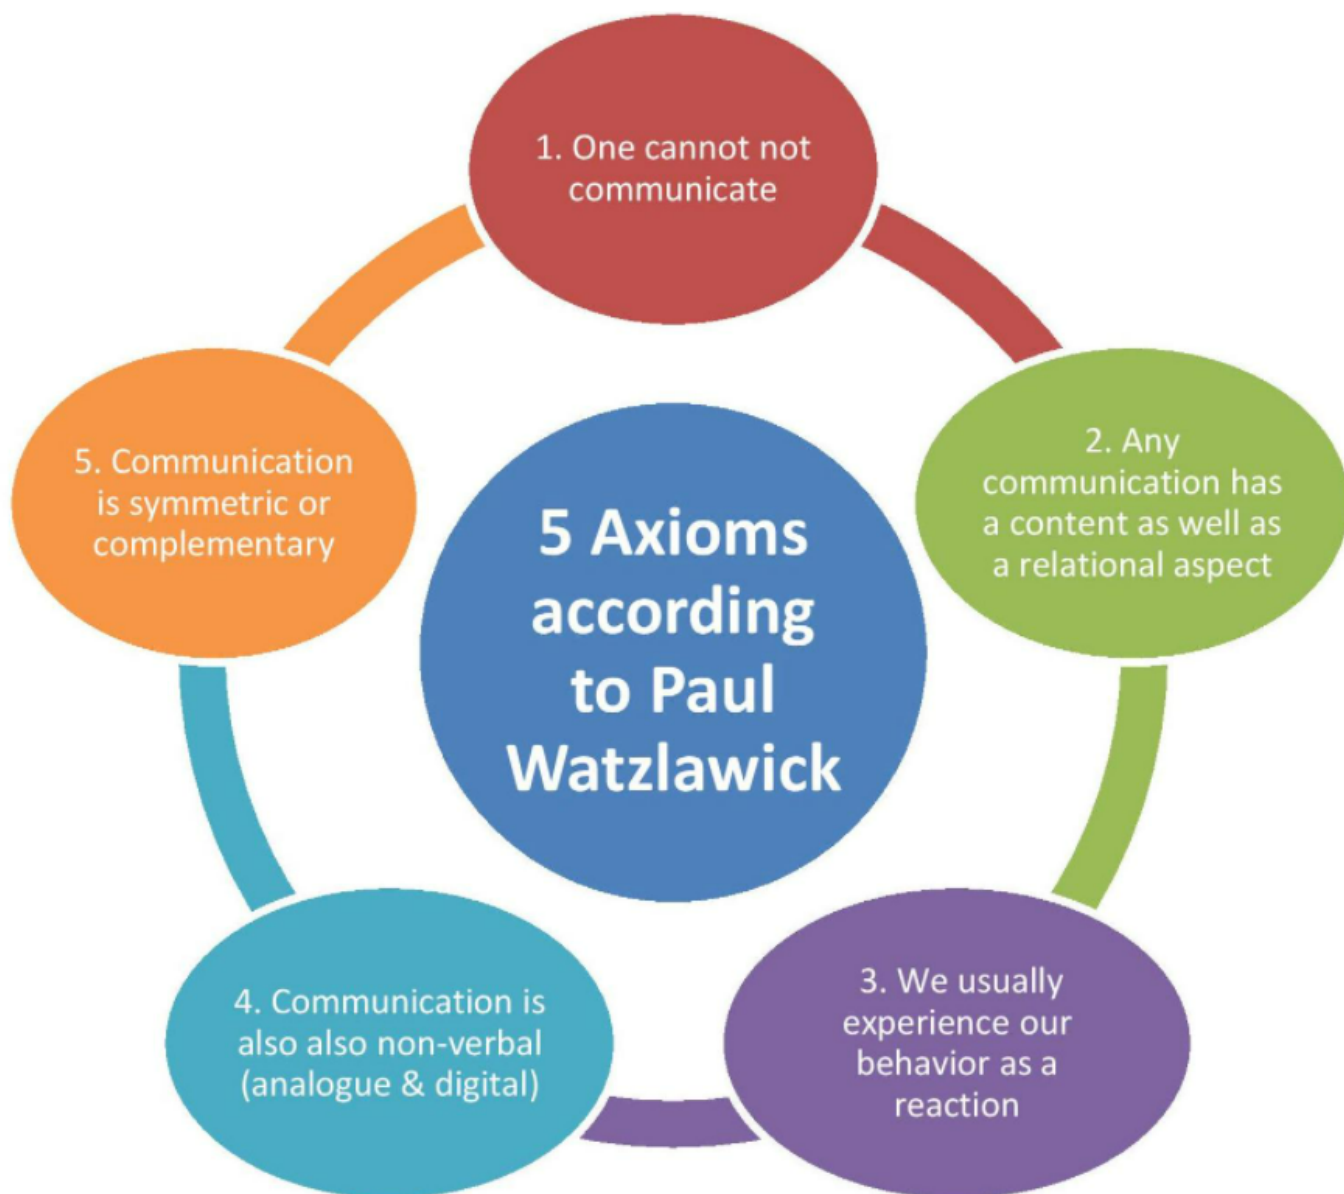 1. One cannot not
communicate
2. Any
communication has
a content as well as
a relational aspect
3. We usually
experience our
behavior as a
reaction
4. Communication is
also also non-verbal
(analogue & digital)
5. Communication
is symmetric or
complementary
5 Axioms
according
to Paul
Watzlawick